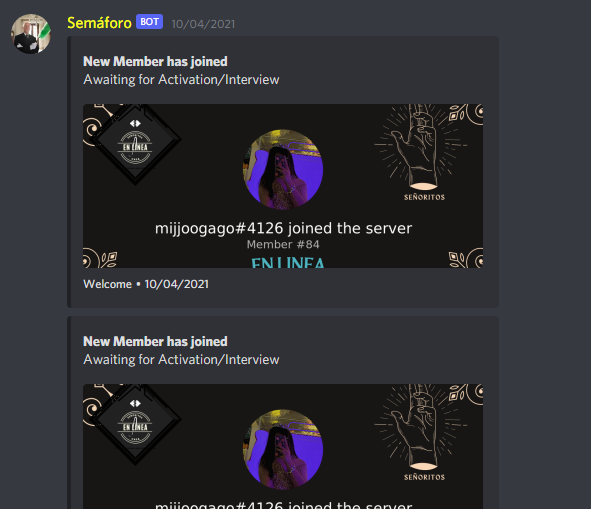 Semáforo BOT 10/04/2021
New Member has joined
Awaiting for Activation/Interview
EN LINEA
SEÑORITOS
mijjoogago#4126 joined the server
Member #84
EN LINEA
Welcome • 10/04/2021
New Member has joined
Awaiting for Activation/Interview
EN LINEA
SEÑORITOS
mijjoogago#4126 joined the server